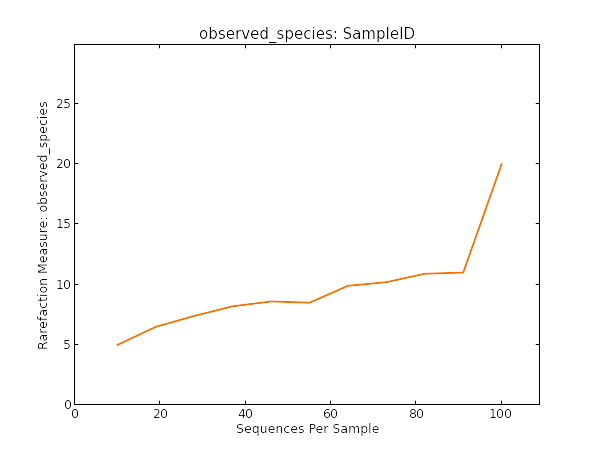 observed_species: SampleID
Rarefaction Measure: observed_species
25
20
15
10
5
0
0 20 40 60 80 100
Sequences Per Sample